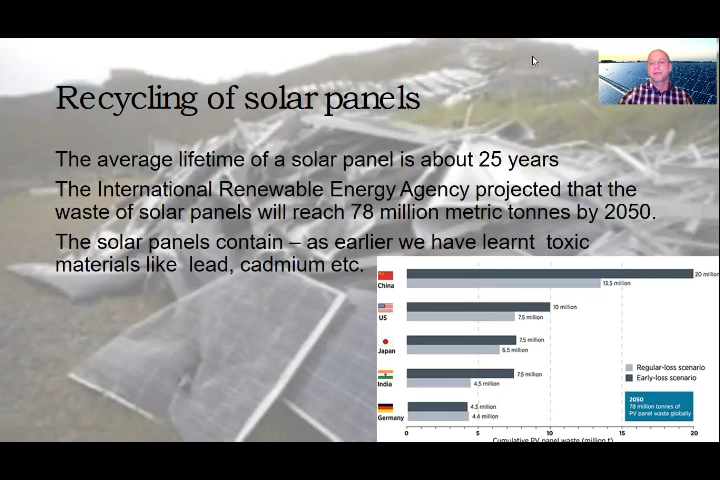 Recycling of solar panels
The average lifetime of a solar panel is about 25 years
The International Renewable Energy Agency projected that the
waste of solar panels will reach 78 million metric tonnes by 2050.
The solar panels contain – as earlier we have learnt toxic
materials like lead, cadmium etc.
China
20 million
13.5 million
US
10 million
7.5 million
Japan
7.5 million
6.5 million
India
7.5 million
4.5 million
Germany
4.3 million
4.4 million
Regular-loss scenario
Early-loss scenario
2050
78 million tonnes of
PV panel waste globally
0 5 10 15 20
Cumulative PV panel waste (million t)